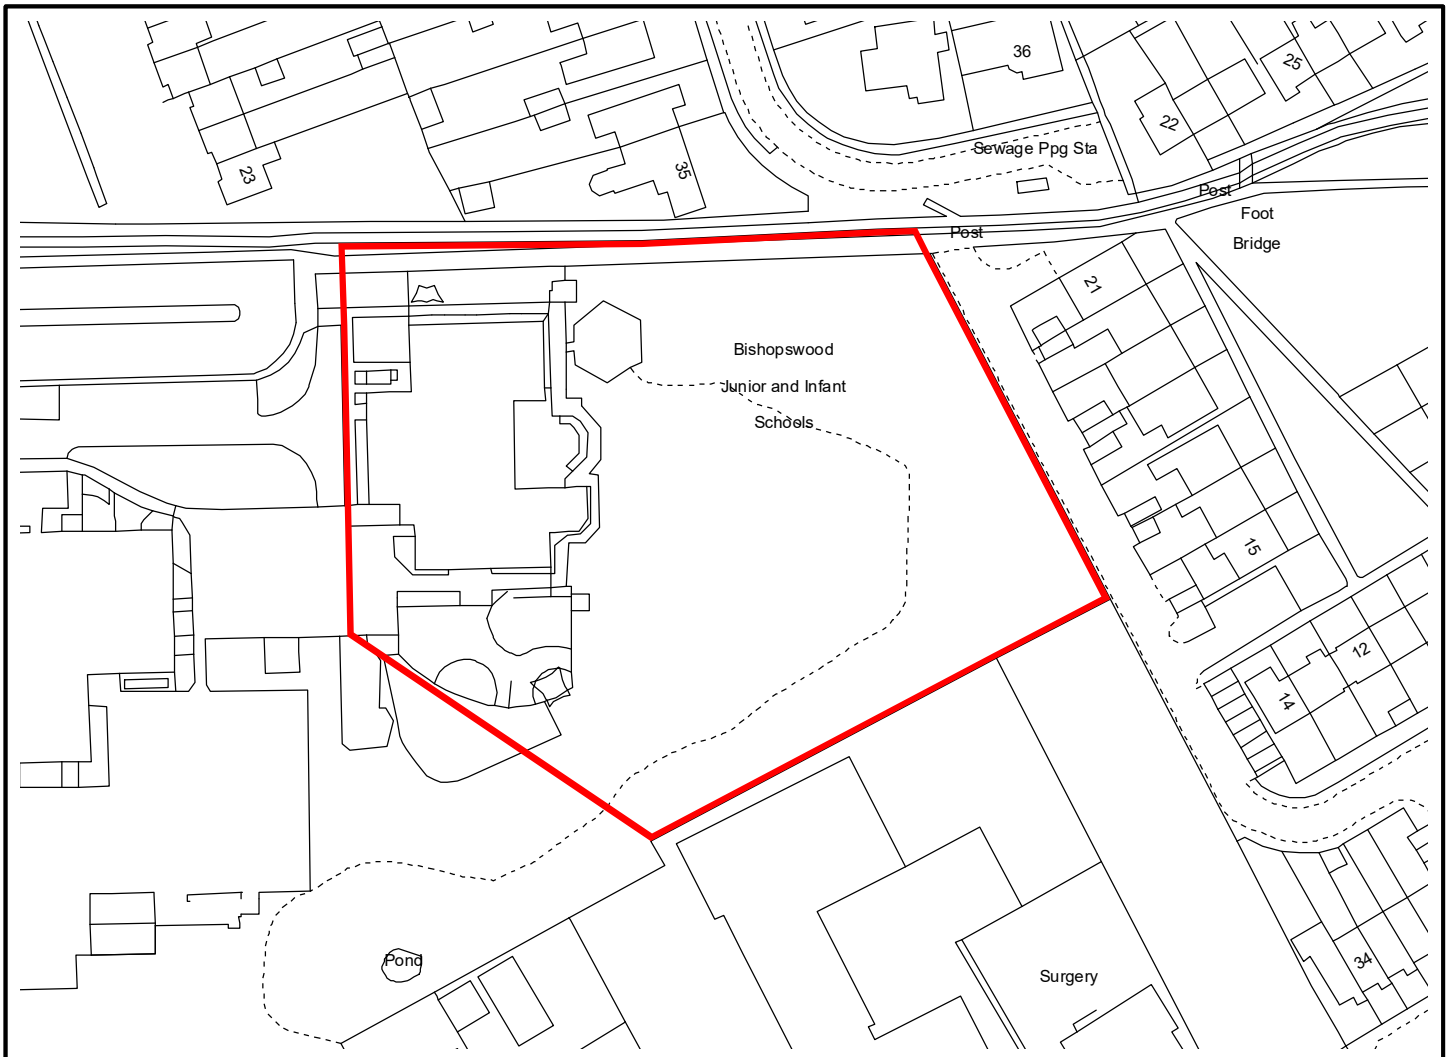 36
25
22
Sewage Ppg Sta
23
35
Post
Foot
Bridge
Post
21
Bishopswood
Junior and Infant
Schools
15
12
14
34
Pond
Surgery